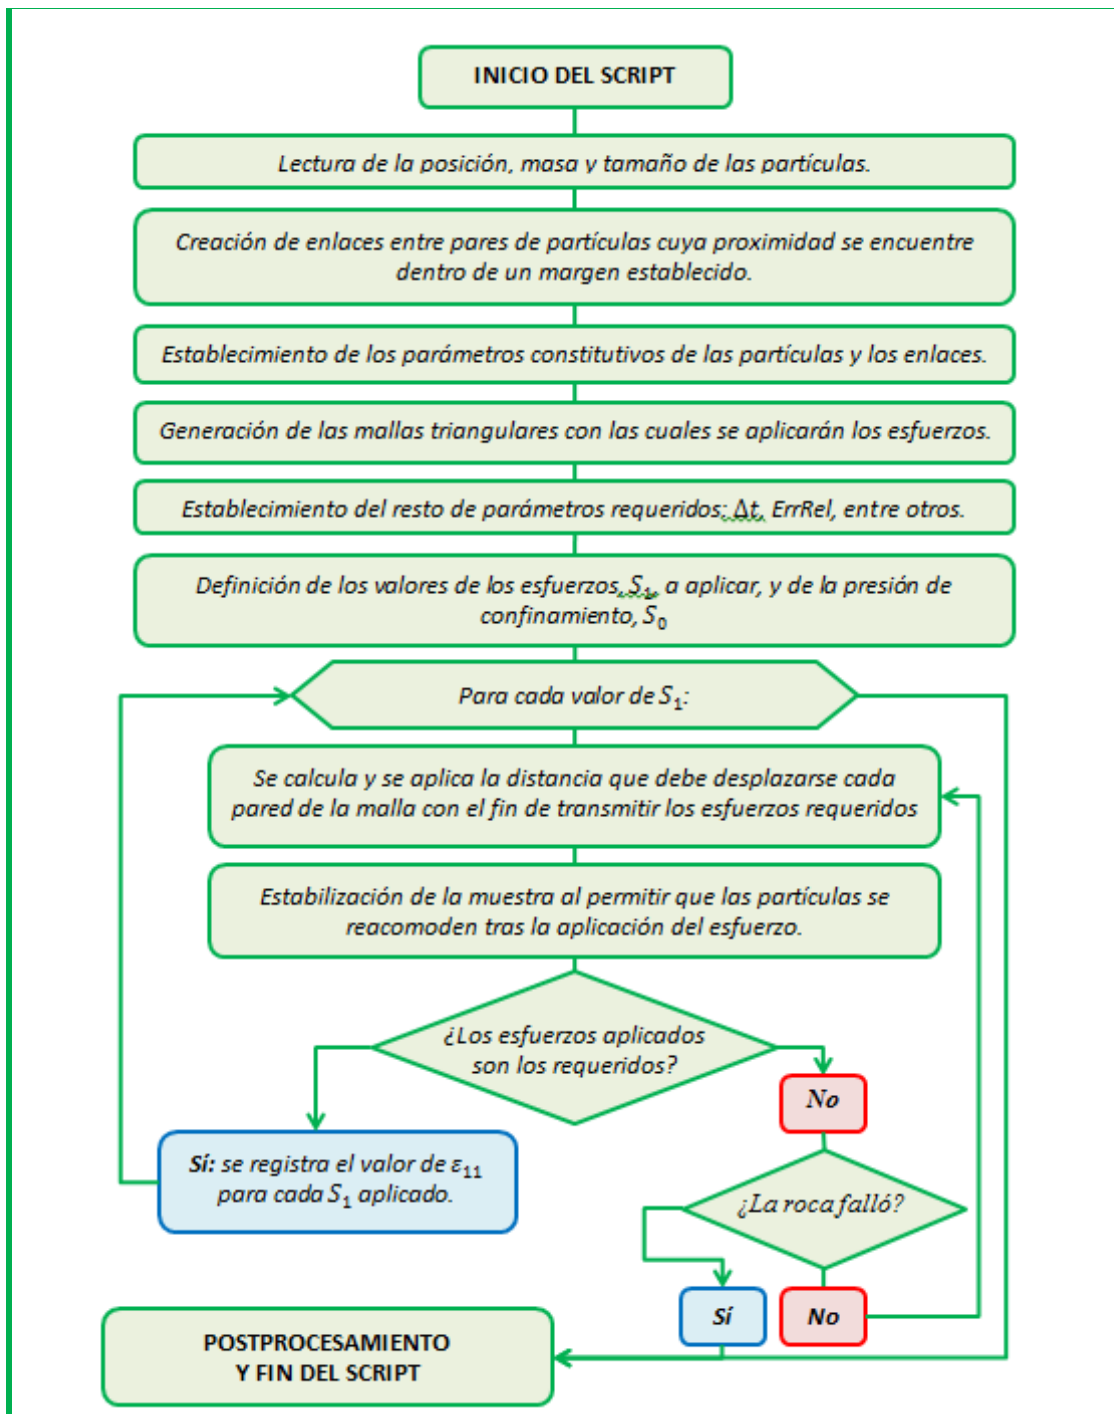 INICIO DEL SCRIPT
Lectura de la posición, masa y tamaño de las partículas.
Creación de enlaces entre pares de partículas cuya proximidad se encuentre
dentro de un margen establecido.
Establecimiento de los parámetros constitutivos de las partículas y los enlaces.
Generación de las mallas triangulares con las cuales se aplicarán los esfuerzos.
Establecimiento del resto de parámetros requeridos: Δt, ErrRel, entre otros.
Definición de los valores de los esfuerzos, S₁, a aplicar, y de la presión de
confinamiento, S₀
Para cada valor de S₁:
Se calcula y se aplica la distancia que debe desplazarse cada
pared de la malla con el fin de transmitir los esfuerzos requeridos
Estabilización de la muestra al permitir que las partículas se
reacomoden tras la aplicación del esfuerzo.
¿Los esfuerzos aplicados
son los requeridos?
No
Sí: se registra el valor de ε₁₁
para cada S₁ aplicado.
¿La roca falló?
Sí
No
POSTPROCESAMIENTO
Y FIN DEL SCRIPT